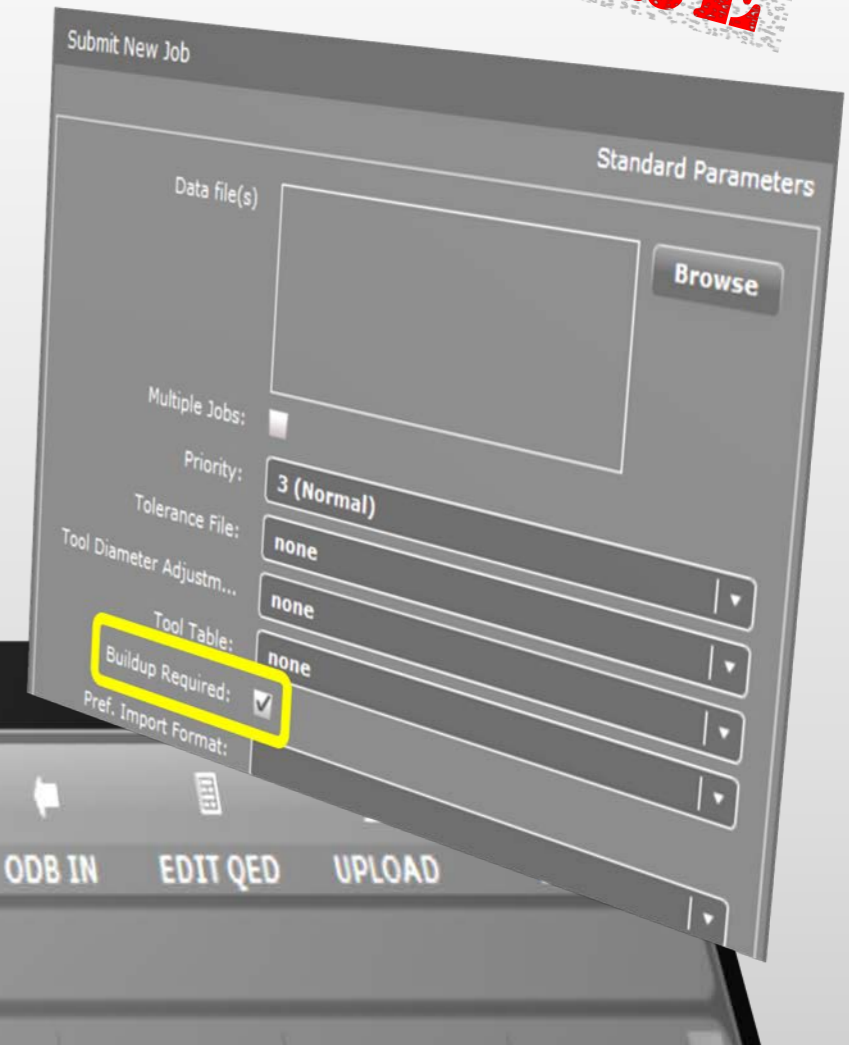 Submit New Job
Standard Parameters
Data file(s)
Browse
Multiple Jobs:
Priority:
3 (Normal)
Tolerance File:
none
Tool Diameter Adjustm...
none
Tool Table:
none
Buildup Required:
Pref. Import Format:
ODB IN
EDIT QED
UPLOAD